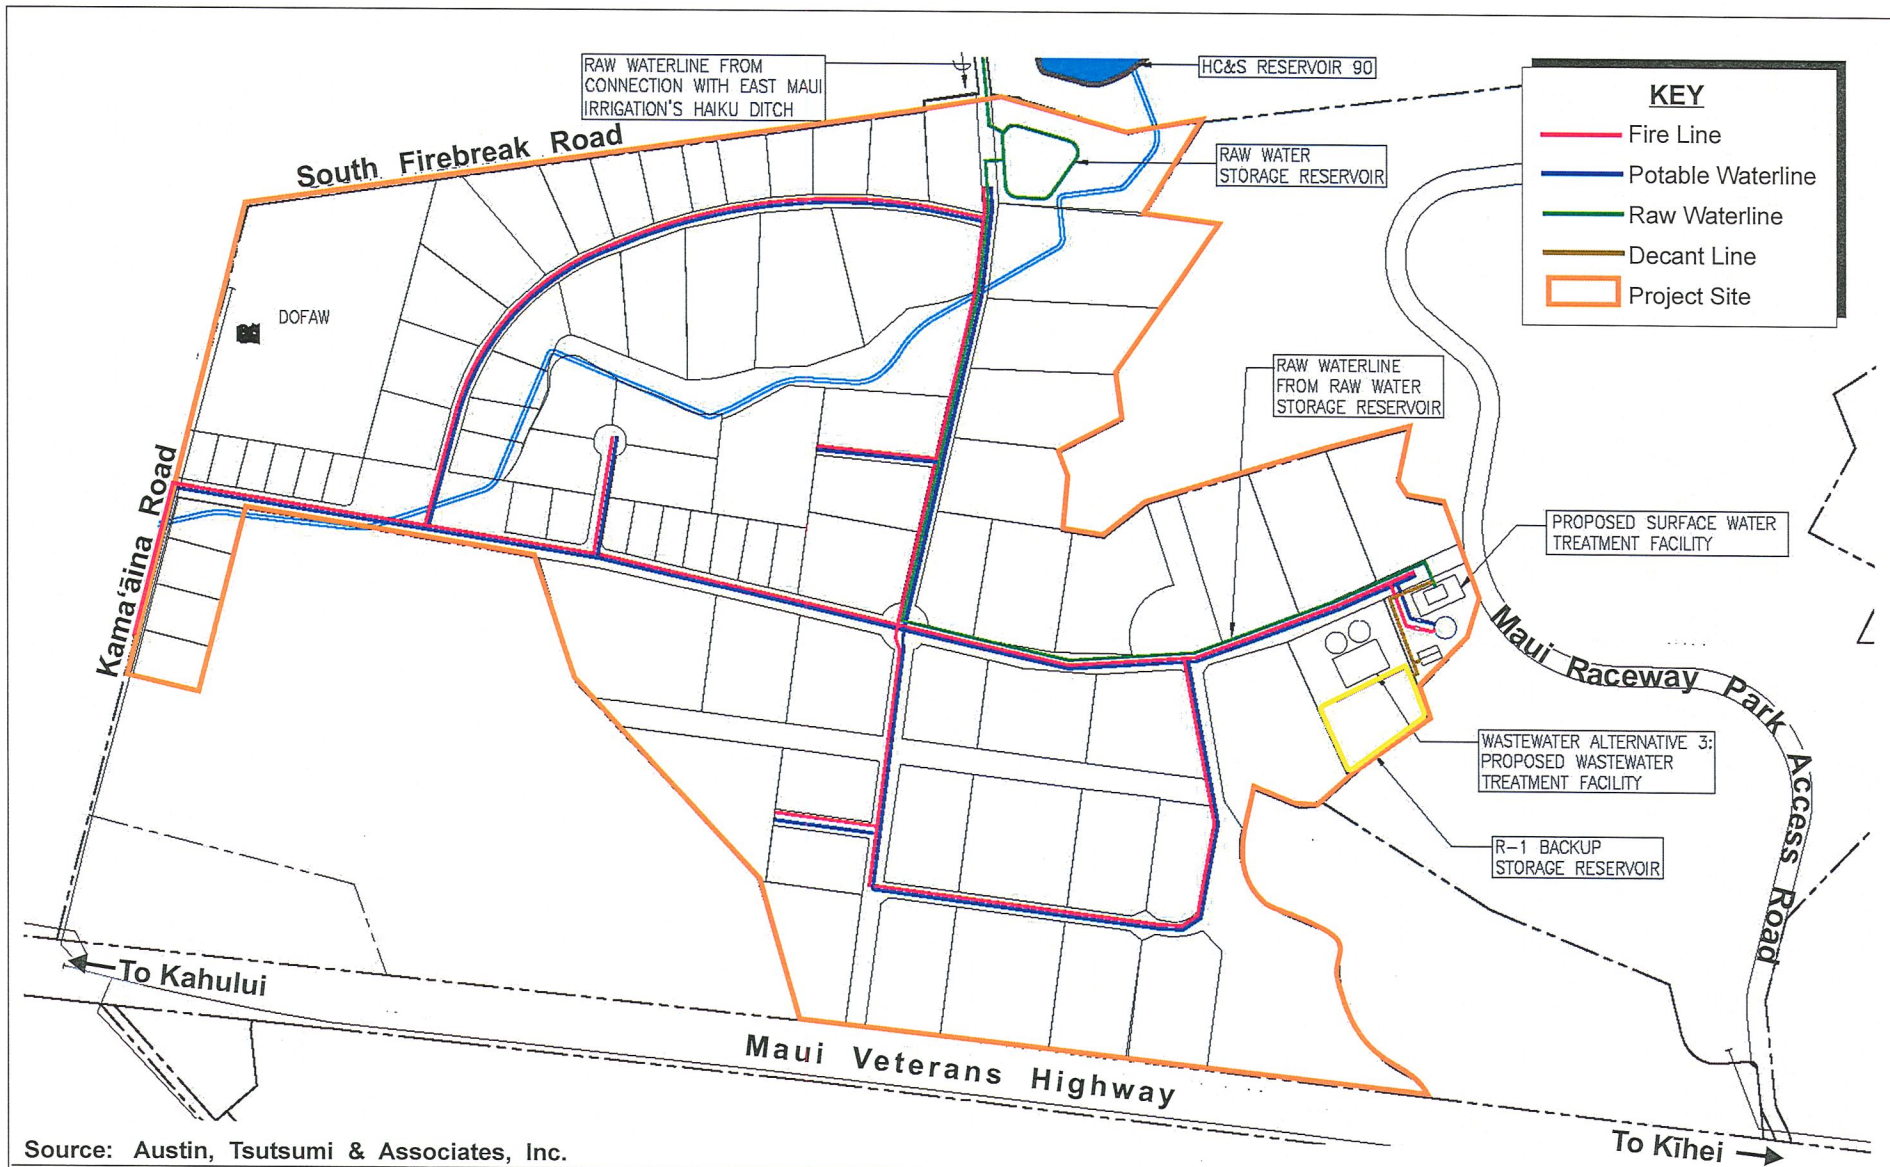 RAW WATERLINE FROM
CONNECTION WITH EAST MAUI
IRRIGATION'S HAIKU DITCH
HC&S RESERVOIR 90
KEY
Fire Line
Potable Waterline
Raw Waterline
Decant Line
Project Site
South Firebreak Road
RAW WATER
STORAGE RESERVOIR
DOFAW
RAW WATERLINE
FROM RAW WATER
STORAGE RESERVOIR
Kama'āina Road
PROPOSED SURFACE WATER
TREATMENT FACILITY
Maui Raceway Park Access Road
WASTEWATER ALTERNATIVE 3:
PROPOSED WASTEWATER
TREATMENT FACILITY
R-1 BACKUP
STORAGE RESERVOIR
To Kahului
Maui Veterans Highway
To Kīhei
Source: Austin, Tsutsumi & Associates, Inc.